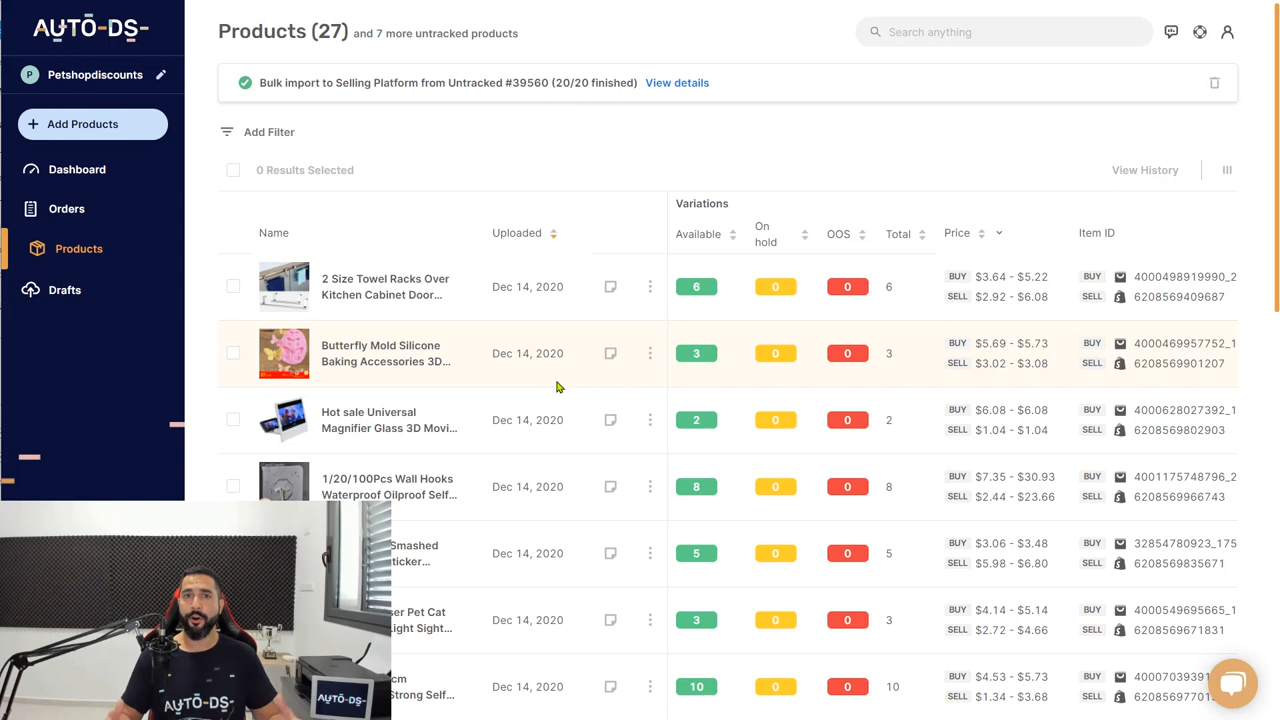 AUTO-DS-
P Petshopdiscounts
+ Add Products
Dashboard
Orders
Products
Drafts
Products (27) and 7 more untracked products
Search anything
Bulk import to Selling Platform from Untracked #39560 (20/20 finished) View details
Add Filter
0 Results Selected
View History
Variations
Name Uploaded Available On hold OOS Total Price Item ID
2 Size Towel Racks Over
Kitchen Cabinet Door...
Dec 14, 2020 6 0 0 6
BUY $3.64 - $5.22 BUY 4000498919990_2
SELL $2.92 - $6.08 SELL 6208569409687
Butterfly Mold Silicone
Baking Accessories 3D...
Dec 14, 2020 3 0 0 3
BUY $5.69 - $5.73 BUY 4000469957752_1
SELL $3.02 - $3.08 SELL 6208569901207
Hot sale Universal
Magnifier Glass 3D Movi...
Dec 14, 2020 2 0 0 2
BUY $6.08 - $6.08 BUY 4000628027392_1
SELL $1.04 - $1.04 SELL 6208569802903
1/20/100Pcs Wall Hooks
Waterproof Oilproof Self...
Dec 14, 2020 8 0 0 8
BUY $7.35 - $30.93 BUY 4001175748796_2
SELL $2.44 - $23.66 SELL 6208569966743
Smashed
ticker...
Dec 14, 2020 5 0 0 5
BUY $3.06 - $3.48 BUY 32854780923_175
SELL $5.98 - $6.80 SELL 6208569835671
ser Pet Cat
Light Sight...
Dec 14, 2020 3 0 0 3
BUY $4.14 - $5.14 BUY 4000549695665_1
SELL $2.72 - $4.66 SELL 6208569671831
cm
Strong Self...
Dec 14, 2020 10 0 0 10
BUY $4.53 - $5.73 BUY 40007039391
SELL $1.34 - $3.68 SELL 62085697701
AUTO-DS-
AUTO-DS-